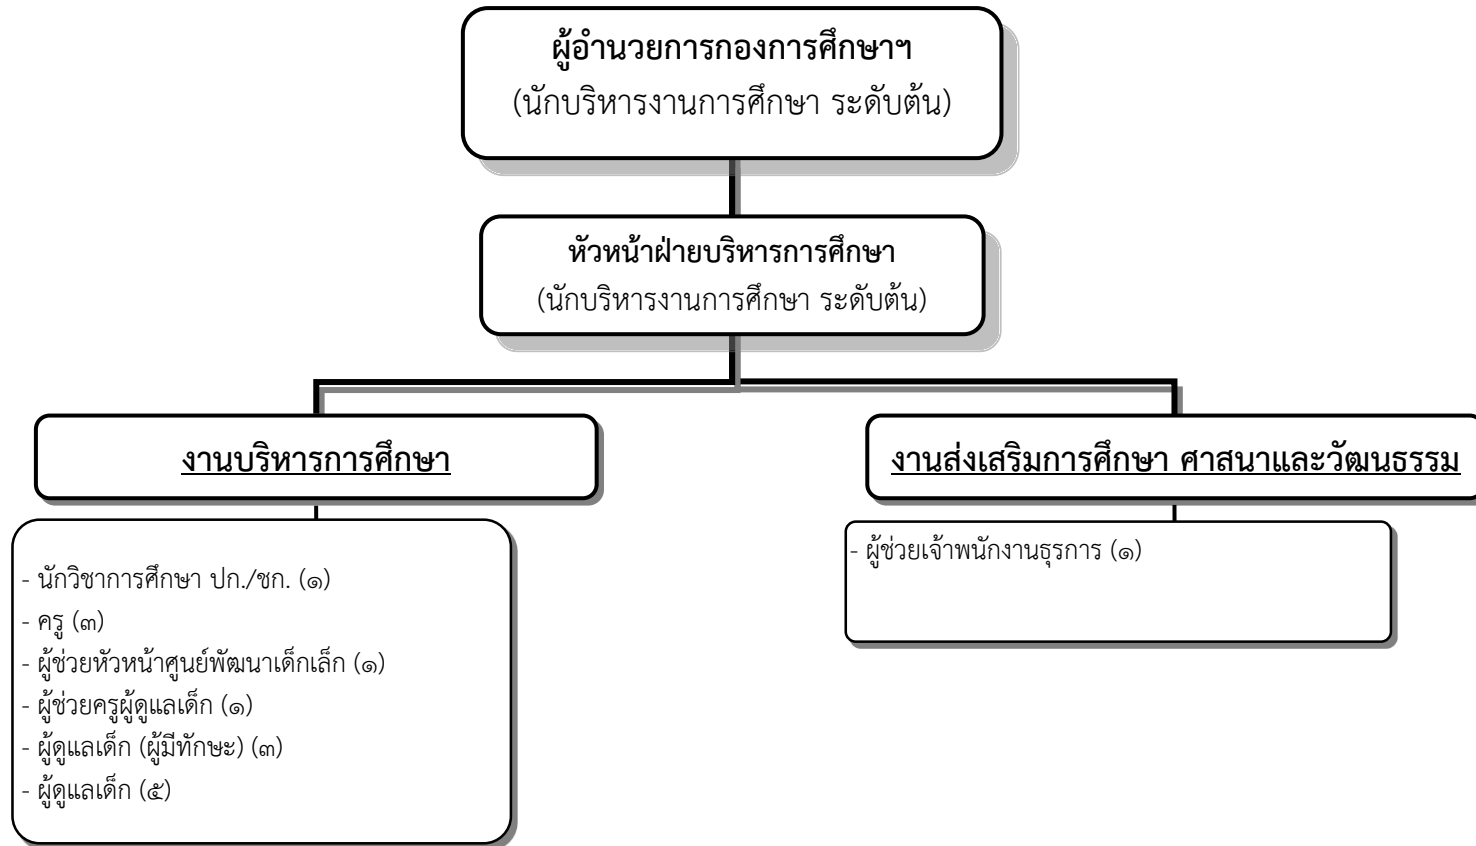 ผู้อำนวยการกองการศึกษาฯ
(นักบริหารงานการศึกษา ระดับต้น)
หัวหน้าฝ่ายบริหารการศึกษา
(นักบริหารงานการศึกษา ระดับต้น)
งานบริหารการศึกษา
- นักวิชาการศึกษา ปก./ชก. (๑)
- ครู (๓)
- ผู้ช่วยหัวหน้าศูนย์พัฒนาเด็กเล็ก (๑)
- ผู้ช่วยครูผู้ดูแลเด็ก (๑)
- ผู้ดูแลเด็ก (ผู้มีทักษะ) (๓)
- ผู้ดูแลเด็ก (๕)
งานส่งเสริมการศึกษา ศาสนาและวัฒนธรรม
- ผู้ช่วยเจ้าพนักงานธุรการ (๑)